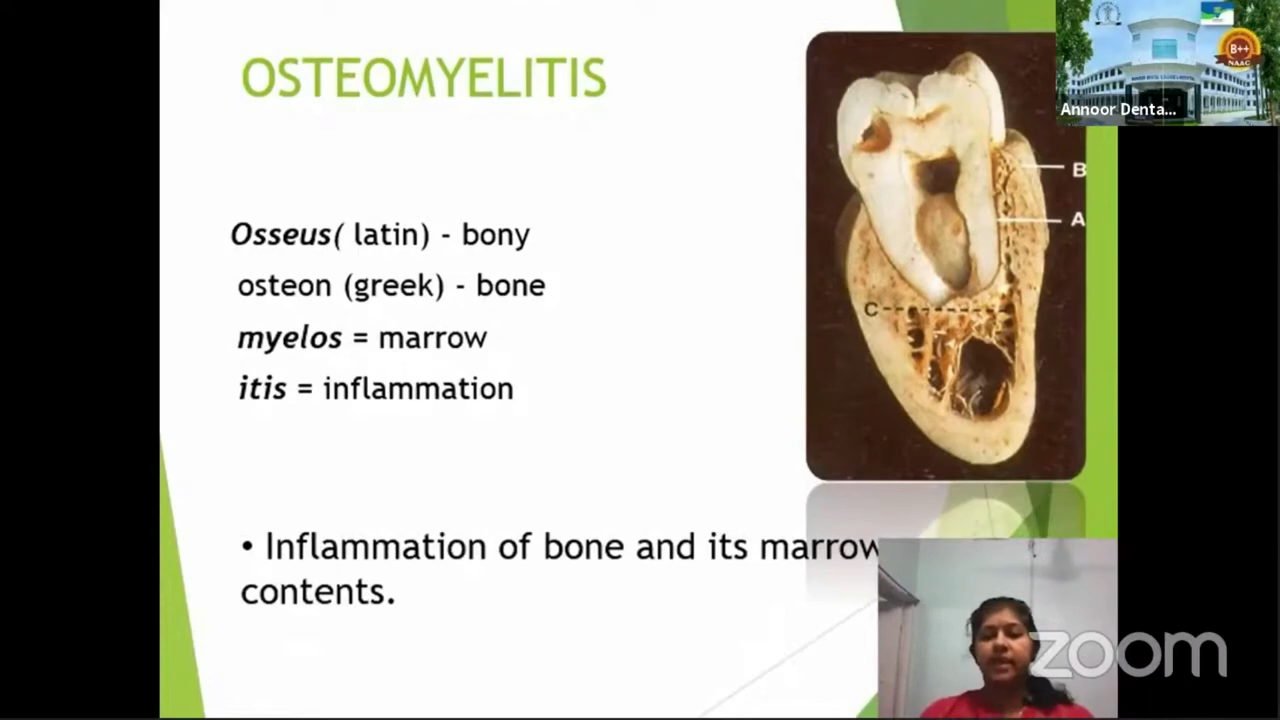 OSTEOMYELITIS
Osseus( latin) - bony
osteon (greek) - bone
myelos = marrow
itis = inflammation
• Inflammation of bone and its marrow
contents.
B
A
C
B++
NAAC
Annoor Denta...
zoom